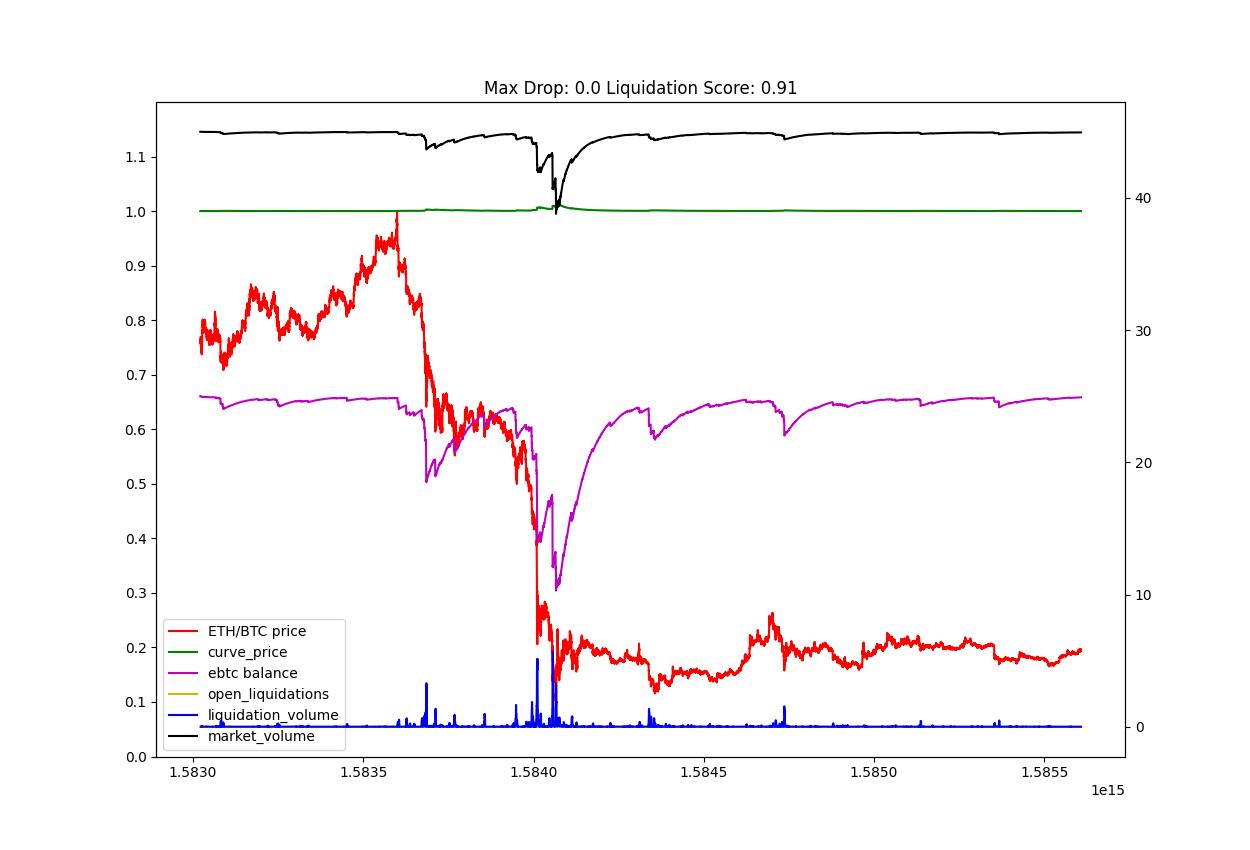 Max Drop: 0.0 Liquidation Score: 0.91
1.1
1.0
0.9
0.8
0.7
0.6
0.5
0.4
0.3
0.2
0.1
0.0
40
30
20
10
0
ETH/BTC price
curve_price
ebtc balance
open_liquidations
liquidation_volume
market_volume
1.5830 1.5835 1.5840 1.5845 1.5850 1.5855
1e15